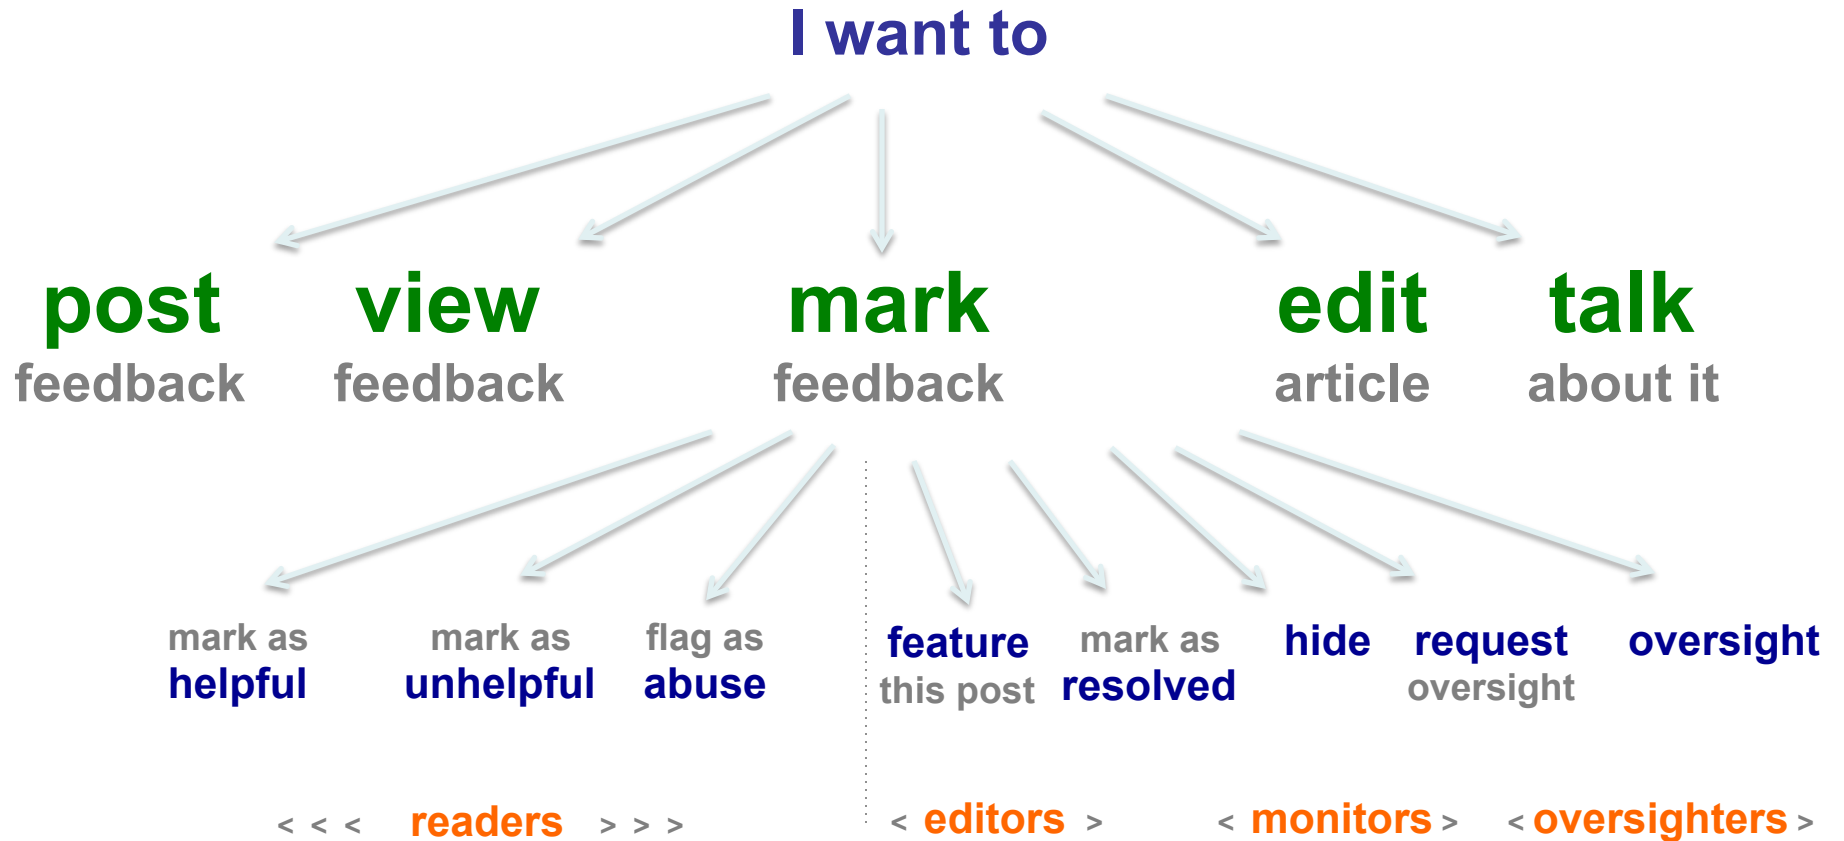 I want to
post view mark edit talk
feedback feedback feedback article about it
mark as mark as flag as feature mark as hide request oversight
helpful unhelpful abuse this post resolved oversight
< < < readers > > > < editors > < monitors > < oversighters >